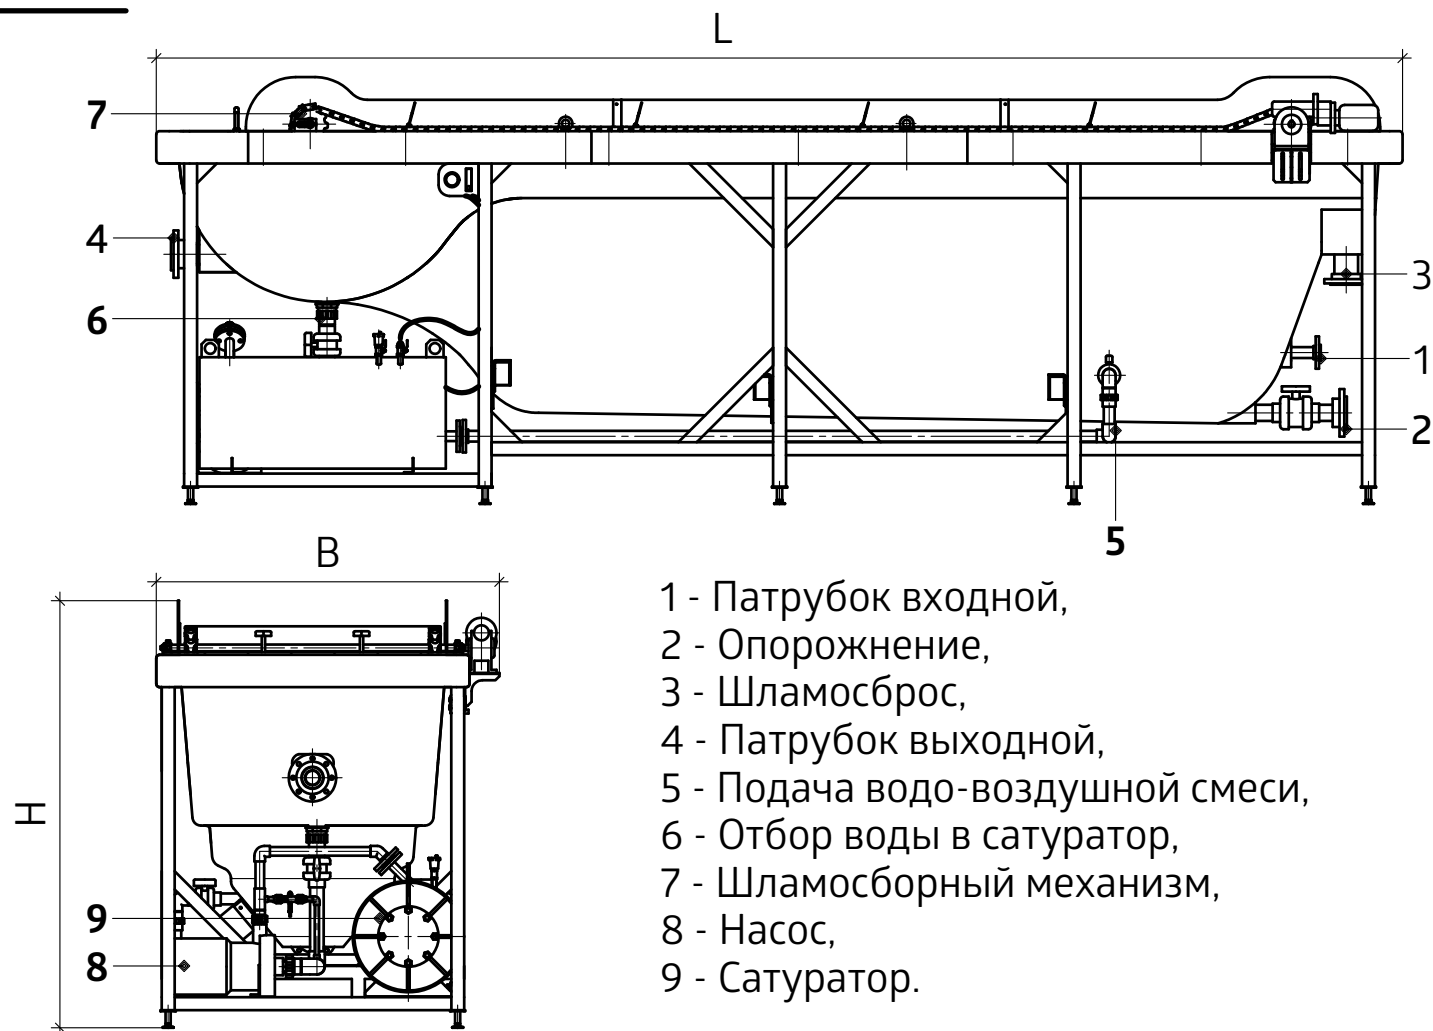 L
7
4
3
6
1
2
5
B
H
9
8
1 - Патрубок входной,
2 - Опорожнение,
3 - Шламосброс,
4 - Патрубок выходной,
5 - Подача водо-воздушной смеси,
6 - Отбор воды в сатуратор,
7 - Шламосборный механизм,
8 - Насос,
9 - Сатуратор.